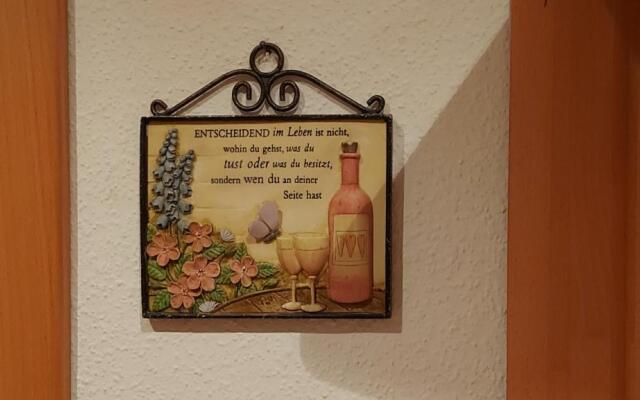 ENTSCHEIDEND im Leben ist nicht,
wohin du gehst, was du
tust oder was du besitzt,
sondern wen du an deiner
Seite hast